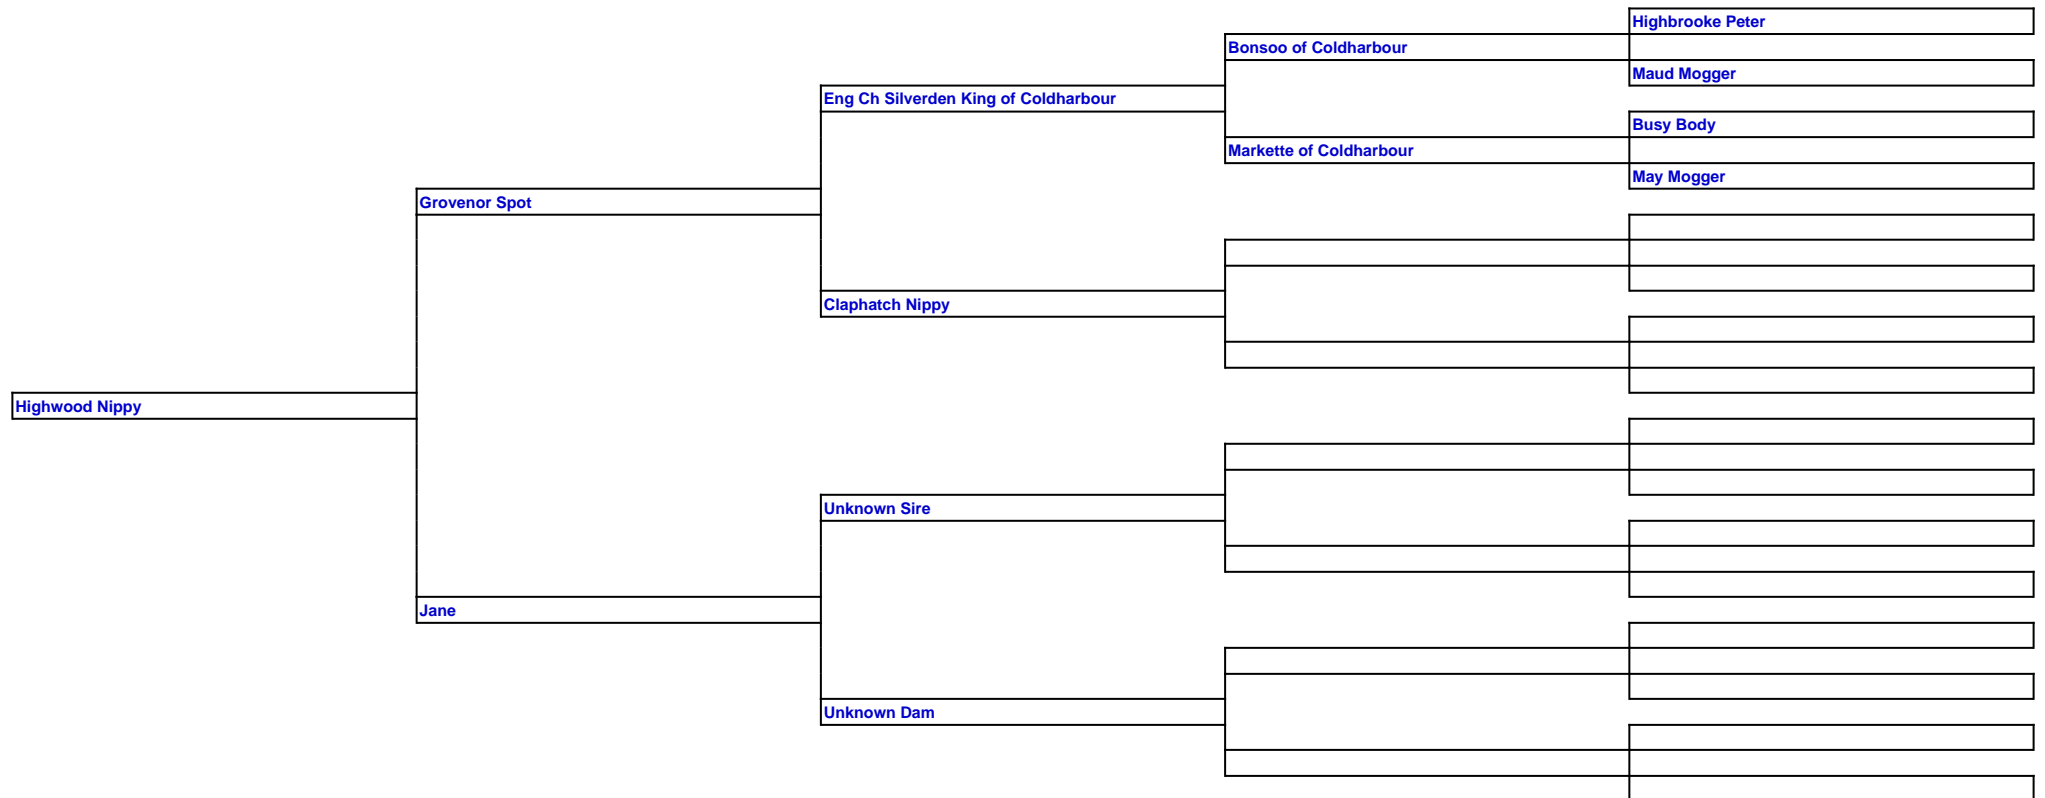 Highbrooke Peter
Bonsoo of Coldharbour
Maud Mogger
Eng Ch Silverden King of Coldharbour
Busy Body
Markette of Coldharbour
May Mogger
Grovenor Spot
Claphatch Nippy
Highwood Nippy
Unknown Sire
Jane
Unknown Dam